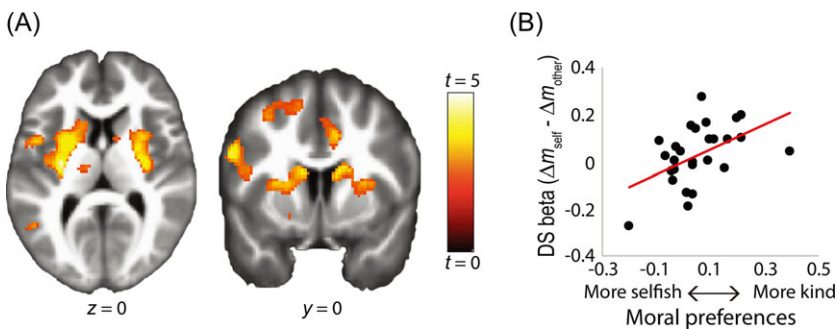 (A)
t = 5
t = 0
z = 0
y = 0
(B)
DS beta (Δm_self - Δm_other)
0.4
0.2
0
-0.2
-0.4
-0.3 -0.1 0.1 0.3 0.5
More selfish ⟷ More kind
Moral preferences